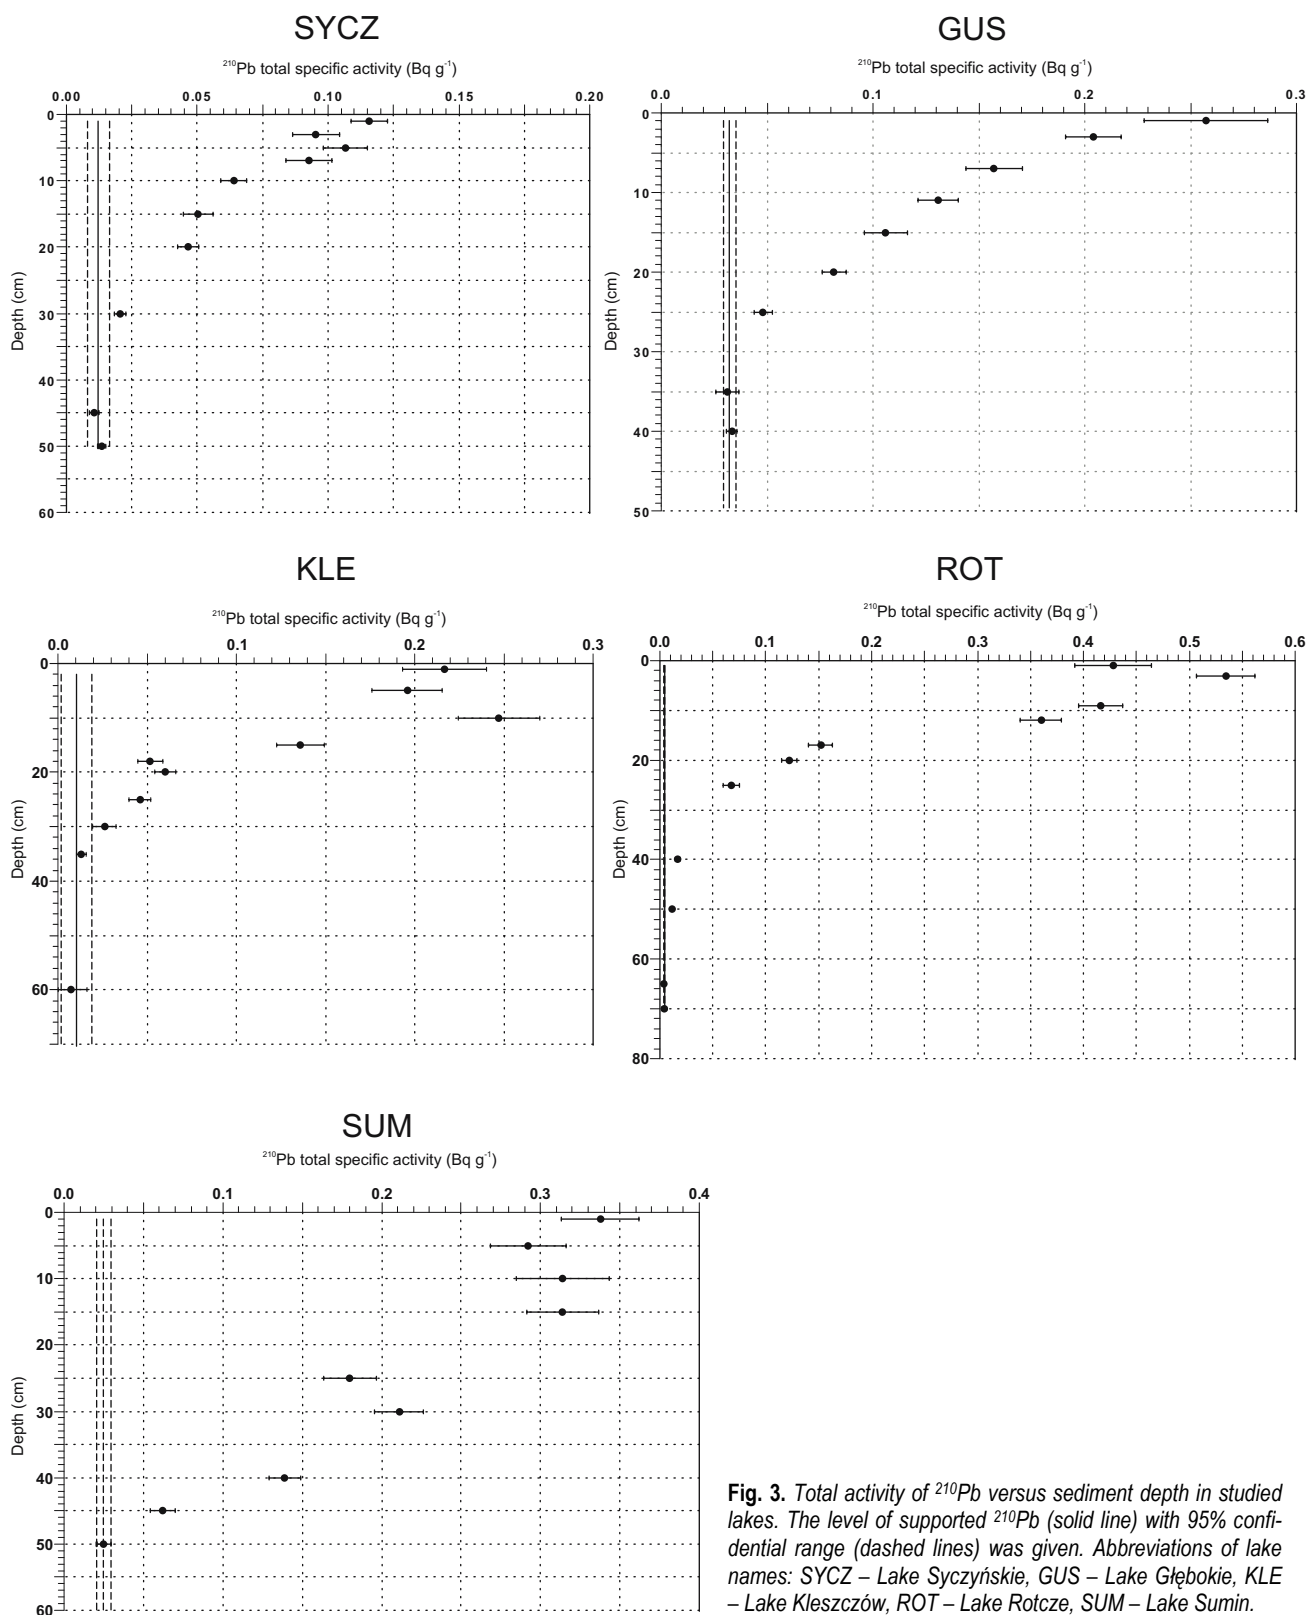 SYCZ
²¹⁰Pb total specific activity (Bq g⁻¹)
0.00 0.05 0.10 0.15 0.20
0
10
20
30
40
50
60
Depth (cm)
GUS
²¹⁰Pb total specific activity (Bq g⁻¹)
0.0 0.1 0.2 0.3
0
10
20
30
40
50
Depth (cm)
KLE
²¹⁰Pb total specific activity (Bq g⁻¹)
0.0 0.1 0.2 0.3
0
20
40
60
Depth (cm)
ROT
²¹⁰Pb total specific activity (Bq g⁻¹)
0.0 0.1 0.2 0.3 0.4 0.5 0.6
0
20
40
60
80
Depth (cm)
SUM
²¹⁰Pb total specific activity (Bq g⁻¹)
0.0 0.1 0.2 0.3 0.4
0
10
20
30
40
50
60
Depth (cm)
Fig. 3. Total activity of ²¹⁰Pb versus sediment depth in studied
lakes. The level of supported ²¹⁰Pb (solid line) with 95% confi-
dential range (dashed lines) was given. Abbreviations of lake
names: SYCZ – Lake Syczyńskie, GUS – Lake Głębokie, KLE
– Lake Kleszczów, ROT – Lake Rotcze, SUM – Lake Sumin.